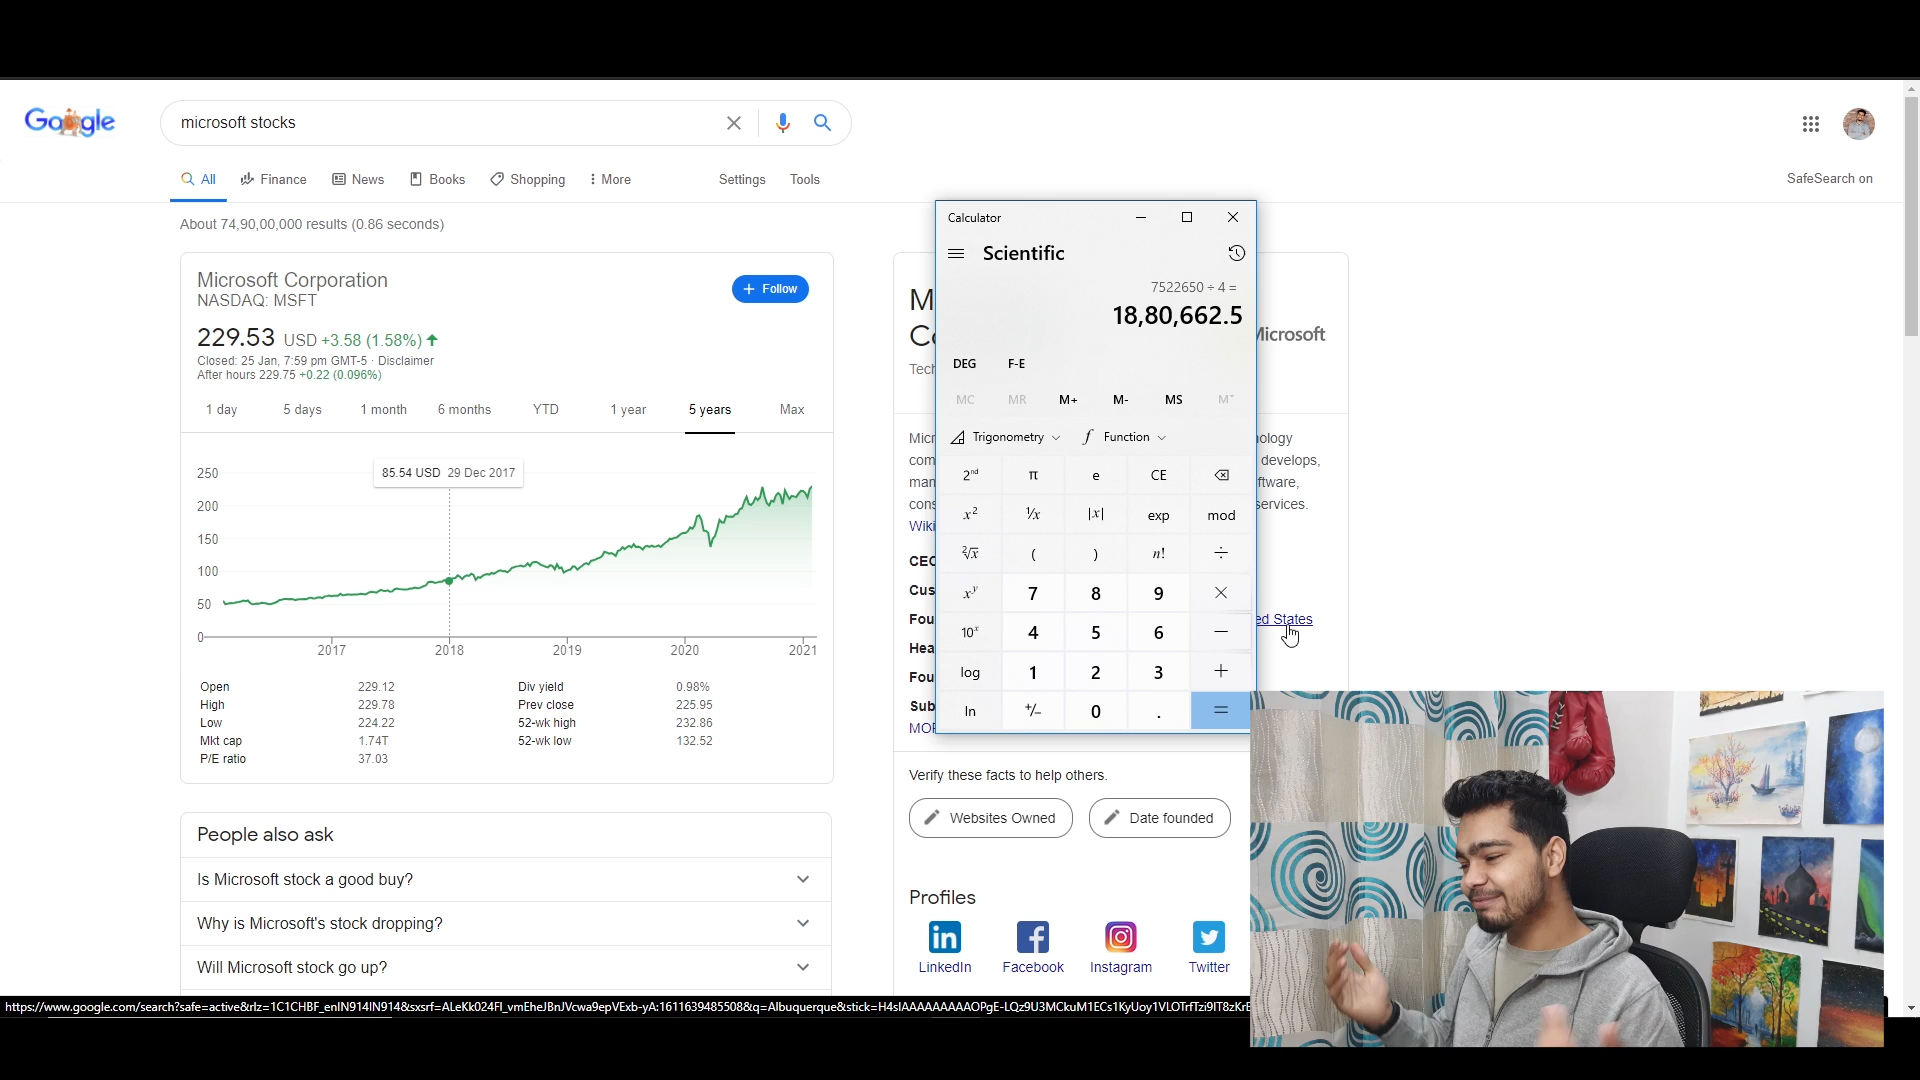 Google
microsoft stocks
All
Finance
News
Books
Shopping
More
Settings
Tools
SafeSearch on
About 74,90,00,000 results (0.86 seconds)
Microsoft Corporation
NASDAQ: MSFT
Follow
229.53 USD +3.58 (1.58%)
Closed: 25 Jan, 7:59 pm GMT-5 · Disclaimer
After hours 229.75 +0.22 (0.096%)
1 day
5 days
1 month
6 months
YTD
1 year
5 years
Max
85.54 USD 29 Dec 2017
250
200
150
100
50
0
2017
2018
2019
2020
2021
Open 229.12
High 229.78
Low 224.22
Mkt cap 1.74T
P/E ratio 37.03
Div yield 0.98%
Prev close 225.95
52-wk high 232.86
52-wk low 132.52
People also ask
Is Microsoft stock a good buy?
Why is Microsoft's stock dropping?
Will Microsoft stock go up?
Calculator
Scientific
7522650 ÷ 4 =
18,80,662.5
DEG F-E
MC MR M+ M- MS M˅
Trigonometry Function
2nd π e CE
x² ¹/x |x| exp mod
²√x ( ) n! ÷
xʸ 7 8 9 ×
10ˣ 4 5 6 −
log 1 2 3 +
ln +/− 0 . =
Microsoft
develops,
Verify these facts to help others.
Websites Owned
Date founded
Profiles
LinkedIn
Facebook
Instagram
Twitter